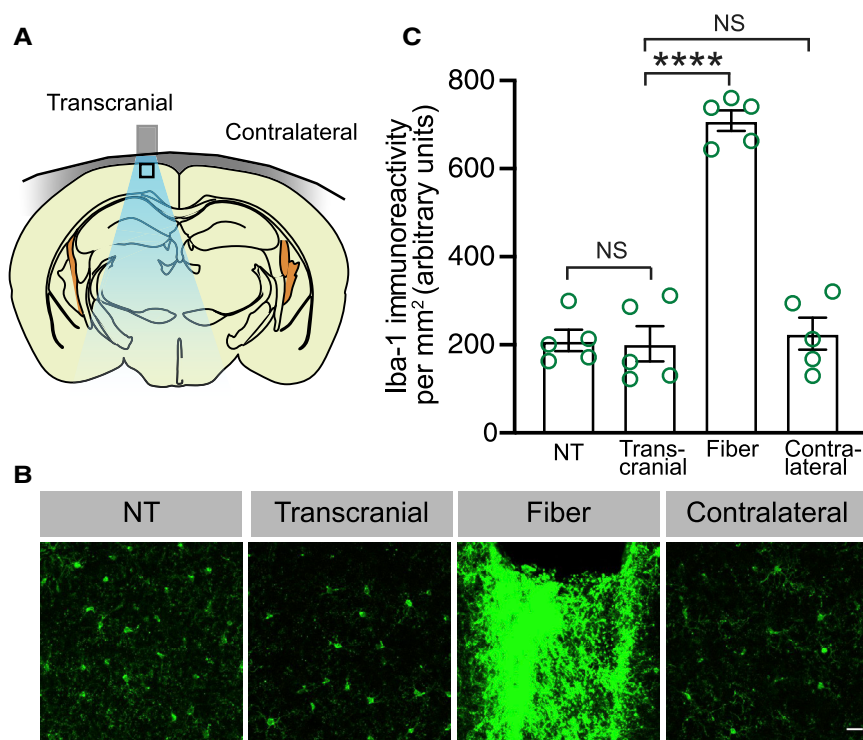 A
Transcranial
Contralateral
C
NS
****
NS
Iba-1 immunoreactivity
per mm² (arbitrary units)
800
600
400
200
0
NT
Trans-
cranial
Fiber
Contra-
lateral
B
NT
Transcranial
Fiber
Contralateral